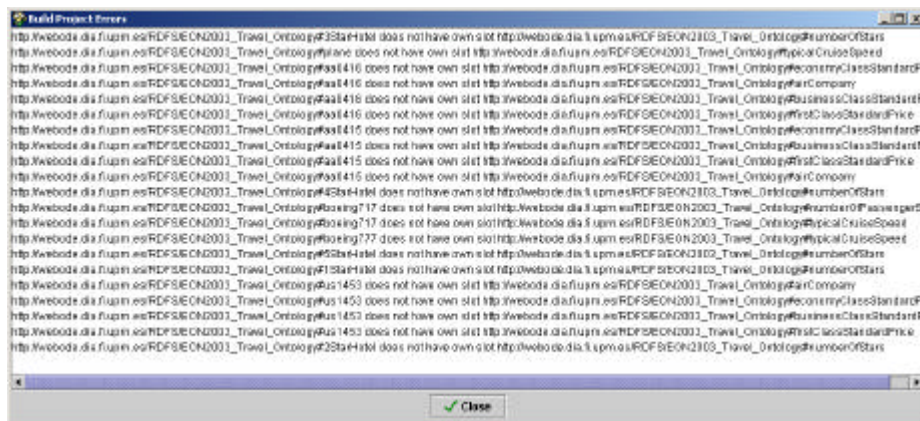 Build Project Errors
http://webode.dia.fi.upm.es/RDFS/EON2003_Travel_Ontology#3StarHotel does not have own slot http://webode.dia.fi.upm.es/RDFS/EON2003_Travel_Ontology#numberOfStars
http://webode.dia.fi.upm.es/RDFS/EON2003_Travel_Ontology#plane does not have own slot http://webode.dia.fi.upm.es/RDFS/EON2003_Travel_Ontology#typicalCruiseSpeed
http://webode.dia.fi.upm.es/RDFS/EON2003_Travel_Ontology#aa0416 does not have own slot http://webode.dia.fi.upm.es/RDFS/EON2003_Travel_Ontology#economyClassStandardP
http://webode.dia.fi.upm.es/RDFS/EON2003_Travel_Ontology#aa0416 does not have own slot http://webode.dia.fi.upm.es/RDFS/EON2003_Travel_Ontology#airCompany
http://webode.dia.fi.upm.es/RDFS/EON2003_Travel_Ontology#aa0416 does not have own slot http://webode.dia.fi.upm.es/RDFS/EON2003_Travel_Ontology#businessClassStandard
http://webode.dia.fi.upm.es/RDFS/EON2003_Travel_Ontology#aa0416 does not have own slot http://webode.dia.fi.upm.es/RDFS/EON2003_Travel_Ontology#firstClassStandardPrice
http://webode.dia.fi.upm.es/RDFS/EON2003_Travel_Ontology#aa0415 does not have own slot http://webode.dia.fi.upm.es/RDFS/EON2003_Travel_Ontology#economyClassStandard
http://webode.dia.fi.upm.es/RDFS/EON2003_Travel_Ontology#aa0415 does not have own slot http://webode.dia.fi.upm.es/RDFS/EON2003_Travel_Ontology#businessClassStandard
http://webode.dia.fi.upm.es/RDFS/EON2003_Travel_Ontology#aa0415 does not have own slot http://webode.dia.fi.upm.es/RDFS/EON2003_Travel_Ontology#firstClassStandardPrice
http://webode.dia.fi.upm.es/RDFS/EON2003_Travel_Ontology#aa0415 does not have own slot http://webode.dia.fi.upm.es/RDFS/EON2003_Travel_Ontology#airCompany
http://webode.dia.fi.upm.es/RDFS/EON2003_Travel_Ontology#4StarHotel does not have own slot http://webode.dia.fi.upm.es/RDFS/EON2003_Travel_Ontology#numberOfStars
http://webode.dia.fi.upm.es/RDFS/EON2003_Travel_Ontology#boeing717 does not have own slot http://webode.dia.fi.upm.es/RDFS/EON2003_Travel_Ontology#numberOfPassengerS
http://webode.dia.fi.upm.es/RDFS/EON2003_Travel_Ontology#boeing717 does not have own slot http://webode.dia.fi.upm.es/RDFS/EON2003_Travel_Ontology#typicalCruiseSpeed
http://webode.dia.fi.upm.es/RDFS/EON2003_Travel_Ontology#boeing777 does not have own slot http://webode.dia.fi.upm.es/RDFS/EON2003_Travel_Ontology#typicalCruiseSpeed
http://webode.dia.fi.upm.es/RDFS/EON2003_Travel_Ontology#5StarHotel does not have own slot http://webode.dia.fi.upm.es/RDFS/EON2003_Travel_Ontology#numberOfStars
http://webode.dia.fi.upm.es/RDFS/EON2003_Travel_Ontology#1StarHotel does not have own slot http://webode.dia.fi.upm.es/RDFS/EON2003_Travel_Ontology#numberOfStars
http://webode.dia.fi.upm.es/RDFS/EON2003_Travel_Ontology#us1453 does not have own slot http://webode.dia.fi.upm.es/RDFS/EON2003_Travel_Ontology#airCompany
http://webode.dia.fi.upm.es/RDFS/EON2003_Travel_Ontology#us1453 does not have own slot http://webode.dia.fi.upm.es/RDFS/EON2003_Travel_Ontology#economyClassStandardP
http://webode.dia.fi.upm.es/RDFS/EON2003_Travel_Ontology#us1453 does not have own slot http://webode.dia.fi.upm.es/RDFS/EON2003_Travel_Ontology#businessClassStandardP
http://webode.dia.fi.upm.es/RDFS/EON2003_Travel_Ontology#us1453 does not have own slot http://webode.dia.fi.upm.es/RDFS/EON2003_Travel_Ontology#firstClassStandardPrice
http://webode.dia.fi.upm.es/RDFS/EON2003_Travel_Ontology#2StarHotel does not have own slot http://webode.dia.fi.upm.es/RDFS/EON2003_Travel_Ontology#numberOfStars
Close